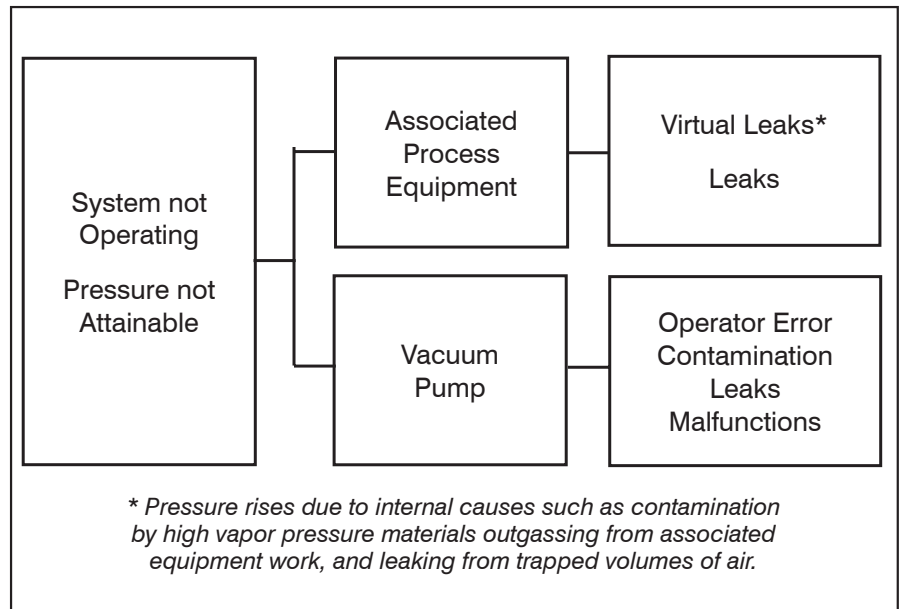 System not
Operating
Pressure not
Attainable
Associated
Process
Equipment
Virtual Leaks*
Leaks
Vacuum
Pump
Operator Error
Contamination
Leaks
Malfunctions
* Pressure rises due to internal causes such as contamination
by high vapor pressure materials outgassing from associated
equipment work, and leaking from trapped volumes of air.